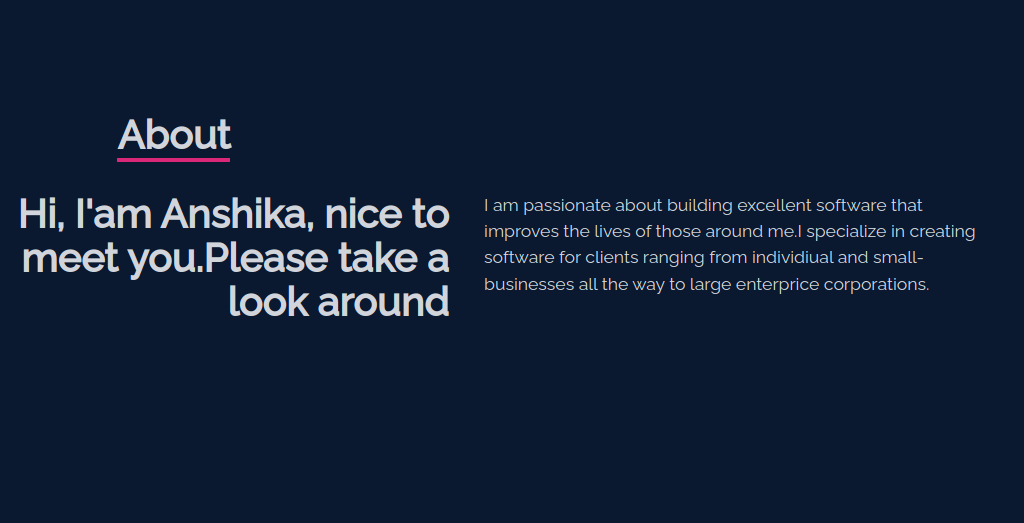 About
Hi, I'am Anshika, nice to
meet you.Please take a
look around
I am passionate about building excellent software that
improves the lives of those around me.I specialize in creating
software for clients ranging from individiual and small-
businesses all the way to large enterprice corporations.